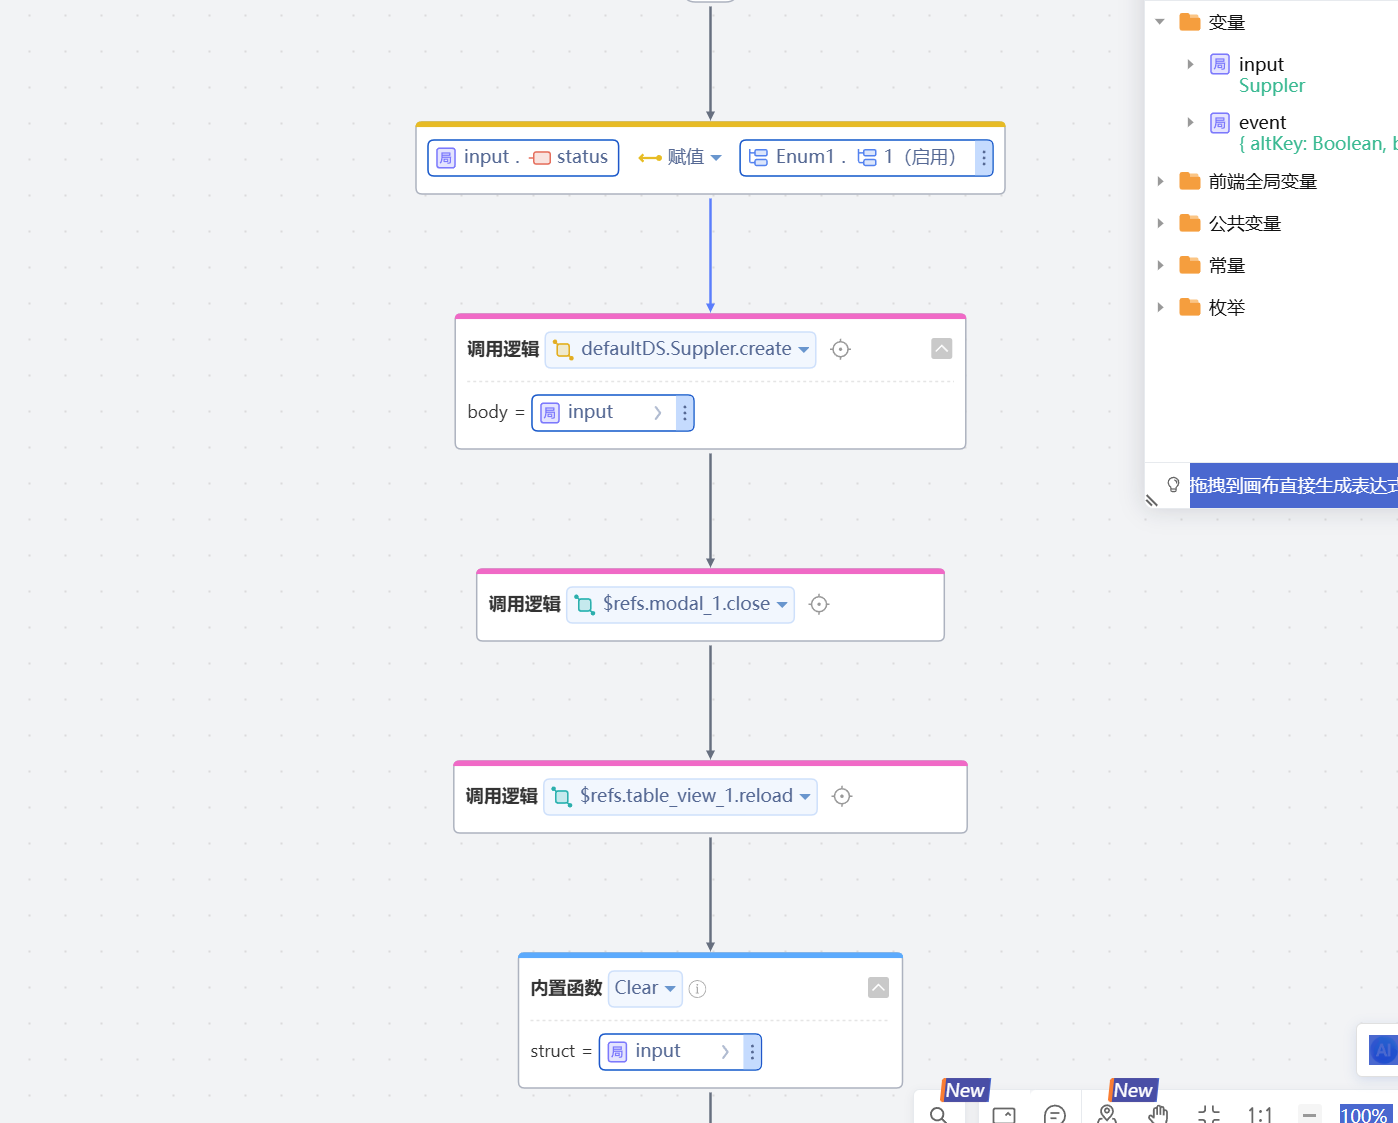 input . status 赋值 Enum1 . 1（启用）
调用逻辑 defaultDS.Suppler.create
body = 局 input
调用逻辑 $refs.modal_1.close
调用逻辑 $refs.table_view_1.reload
内置函数 Clear
struct = 局 input
变量
局 input
Suppler
局 event
{ altKey: Boolean,
前端全局变量
公共变量
常量
枚举
拖拽到画布直接生成表达式
AI
New
New
1:1
100%